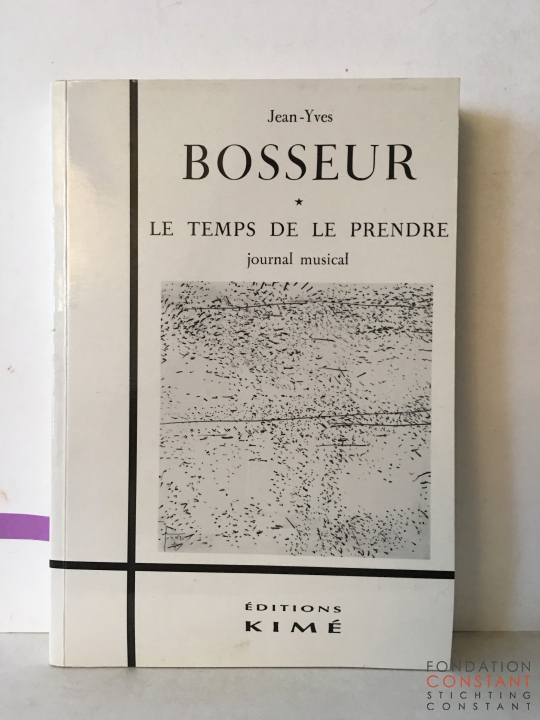 Jean-Yves
BOSSEUR
★
LE TEMPS DE LE PRENDRE
journal musical
ÉDITIONS
KIMÉ
FONDATION
CONSTANT
STICHTING
CONSTANT